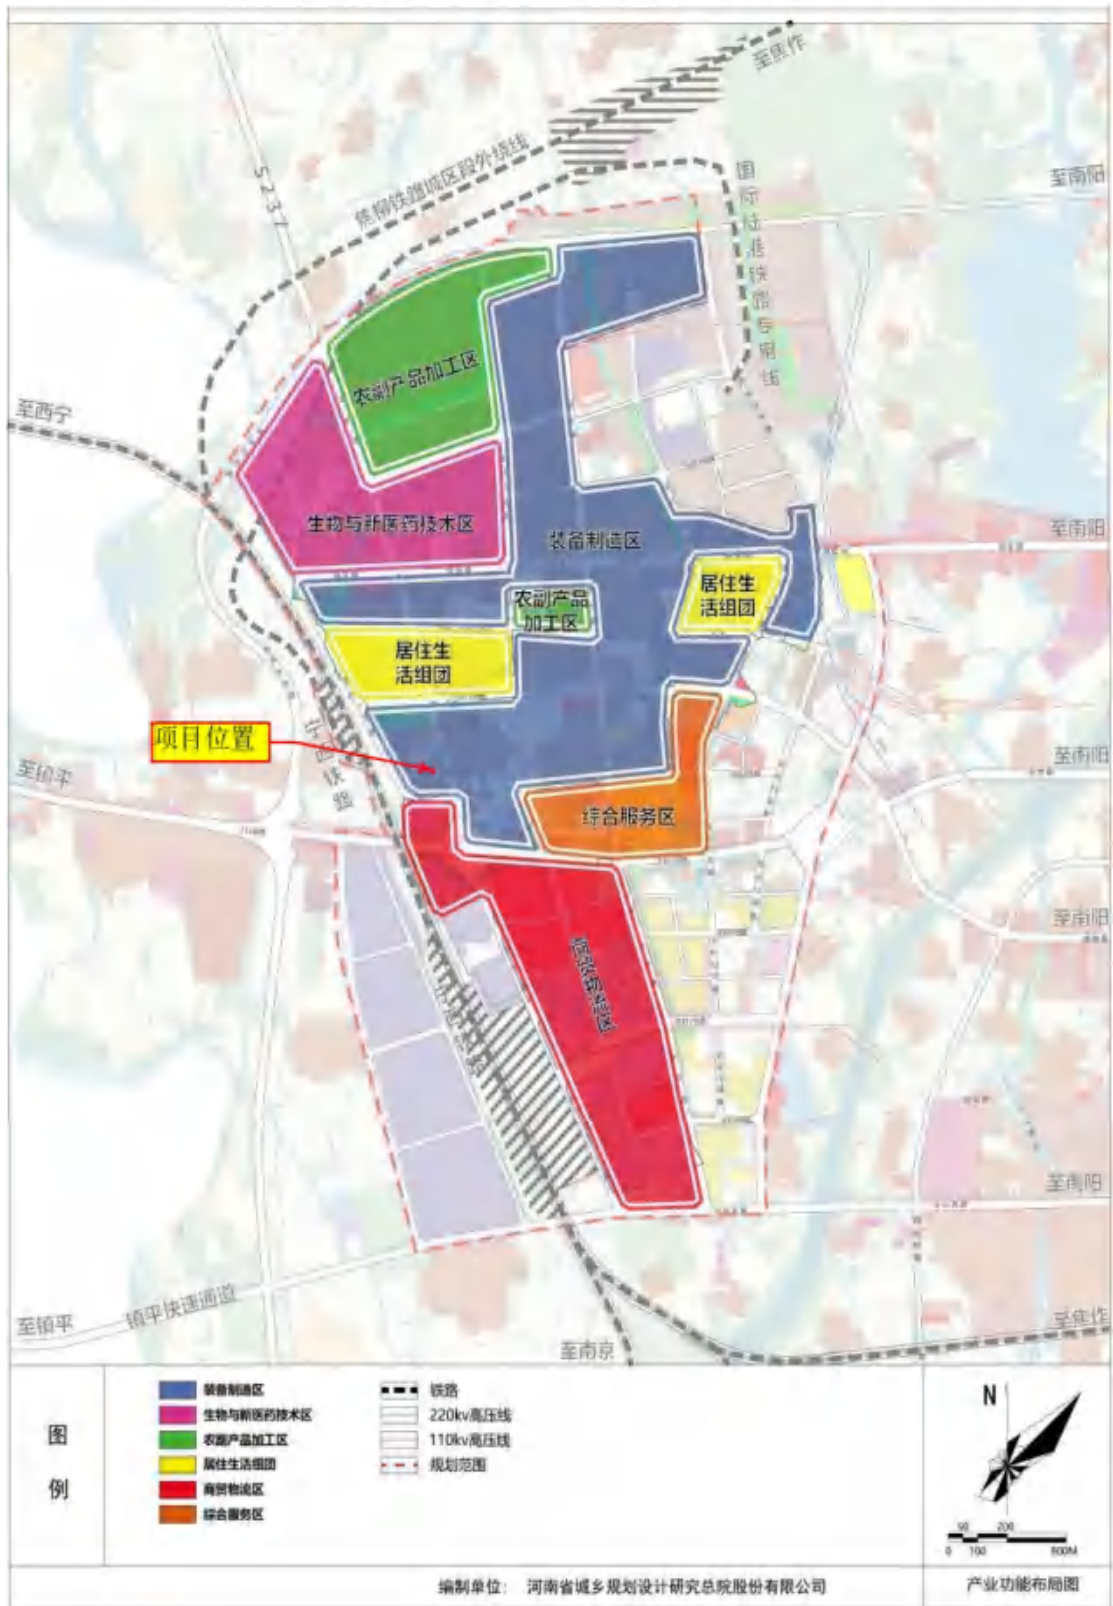 至焦作
S237
焦柳铁路城区段外绕线
至南阳
国际陆港铁路专用线
农副产品加工区
至西宁
生物与新医药技术区
装备制造区
至南阳
居住生
活组团
农副产品
加工区
居住生
活组团
项目位置
至镇平
宁西铁路
至南阳
综合服务区
至南阳
商贸物流区
至南阳
镇平快速通道
至镇平
至南京
至焦作
图例
装备制造区
生物与新医药技术区
农副产品加工区
居住生活组团
商贸物流区
综合服务区
铁路
220kv高压线
110kv高压线
规划范围
N
50 200
0 100 800M
编制单位： 河南省城乡规划设计研究总院股份有限公司
产业功能布局图